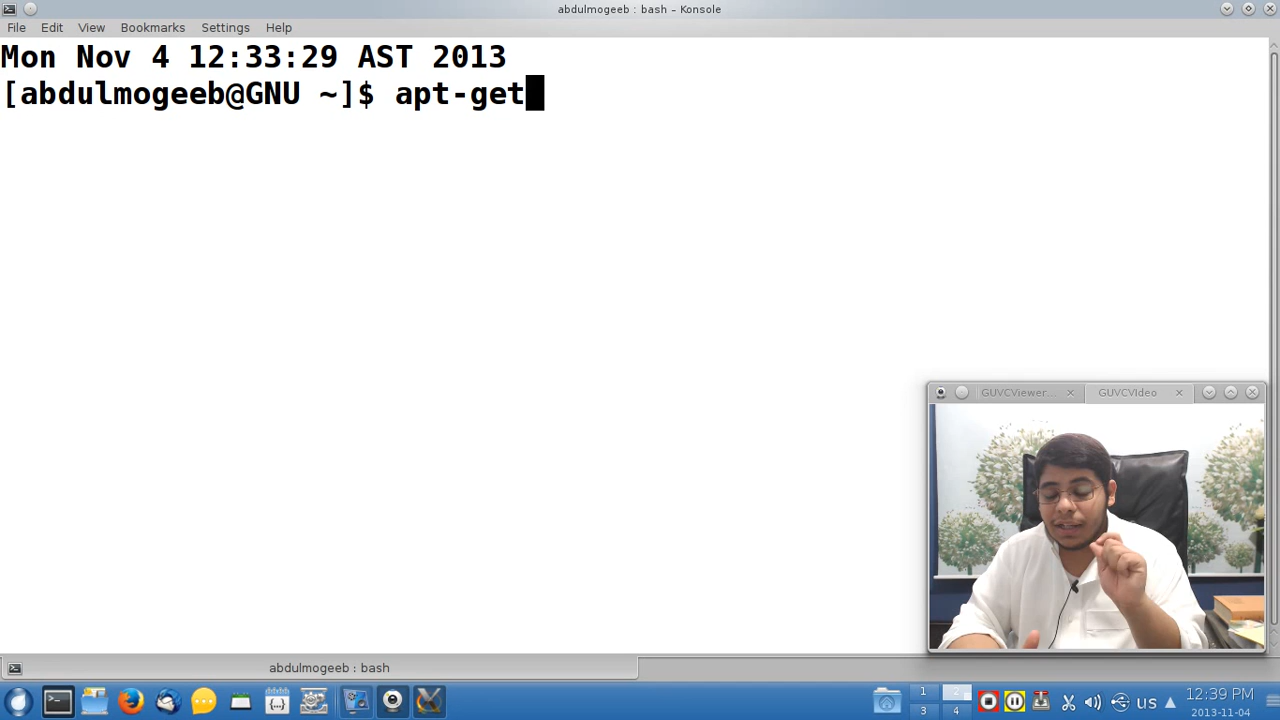 abdulmogeeb : bash – Konsole
File Edit View Bookmarks Settings Help
Mon Nov 4 12:33:29 AST 2013
[abdulmogeeb@GNU ~]$ apt-get
GUVCViewer... GUVCVideo
abdulmogeeb : bash
1 2
3 4
us
12:39 PM
2013-11-04